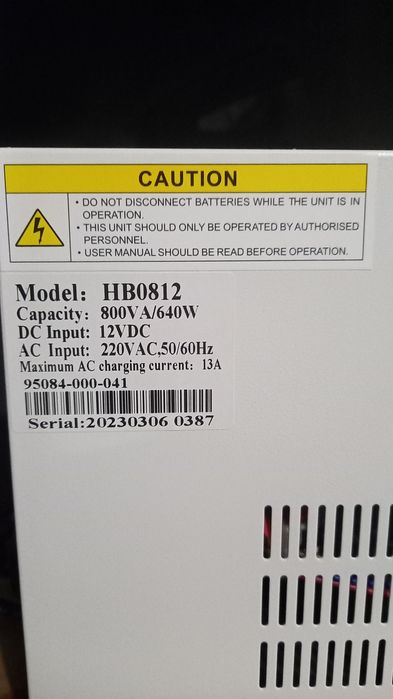 CAUTION
• DO NOT DISCONNECT BATTERIES WHILE THE UNIT IS IN
OPERATION.
• THIS UNIT SHOULD ONLY BE OPERATED BY AUTHORISED
PERSONNEL.
• USER MANUAL SHOULD BE READ BEFORE OPERATION.
Model: HB0812
Capacity: 800VA/640W
DC Input: 12VDC
AC Input: 220VAC,50/60Hz
Maximum AC charging current: 13A
95084-000-041
Serial:20230306 0387